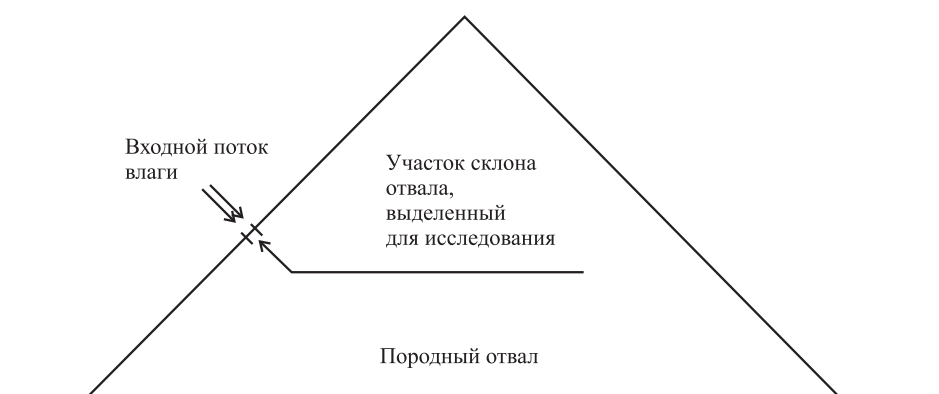 Входной поток
влаги
Участок склона
отвала,
выделенный
для исследования
Породный отвал